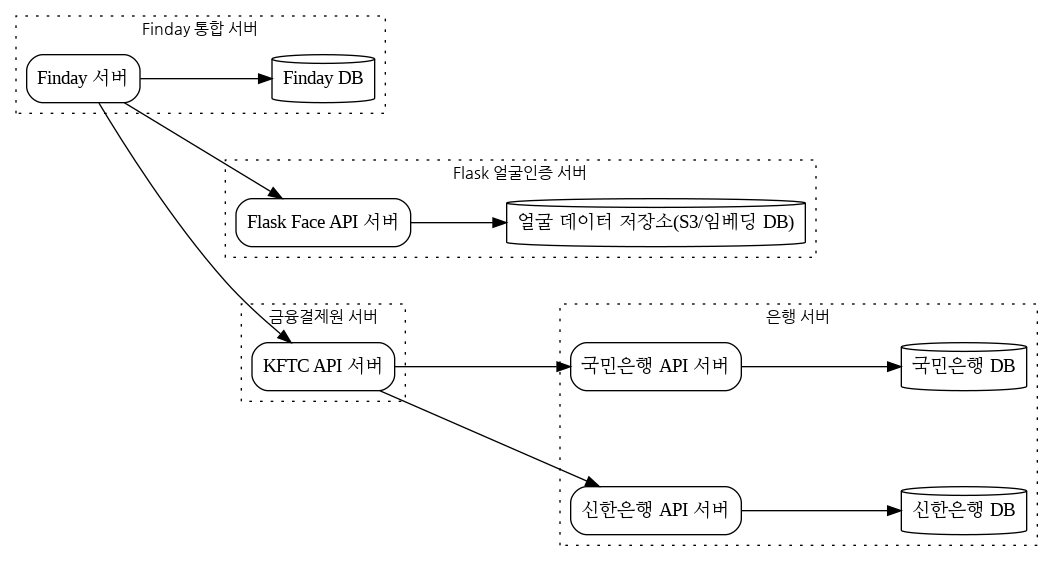 Finday 통합 서버
Finday 서버
Finday DB
Flask 얼굴인증 서버
Flask Face API 서버
얼굴 데이터 저장소(S3/임베딩 DB)
금융결제원 서버
KFTC API 서버
은행 서버
국민은행 API 서버
국민은행 DB
신한은행 API 서버
신한은행 DB